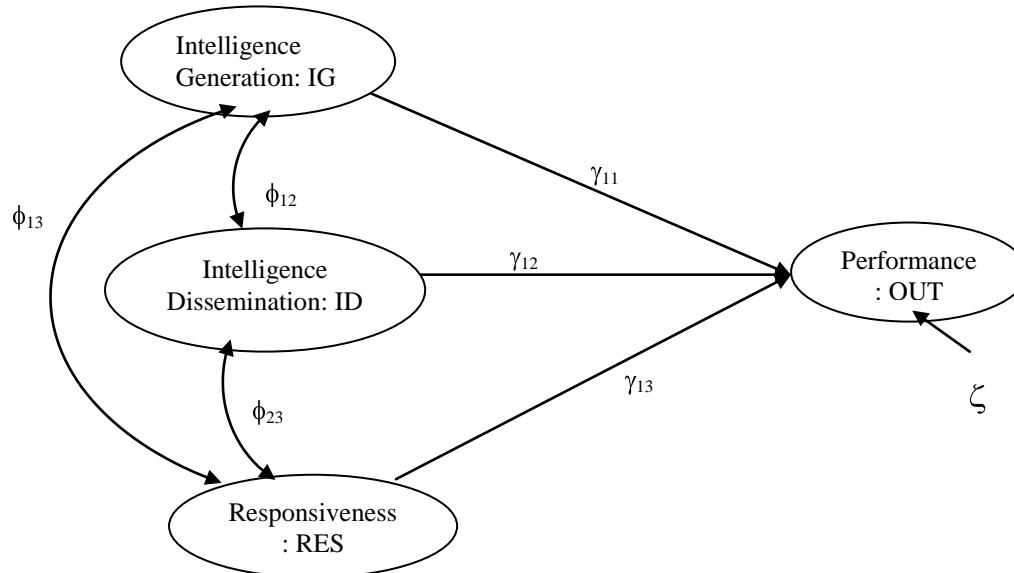 Intelligence
Generation: IG
γ11
ϕ12
ϕ13
Intelligence
Dissemination: ID
γ12
Performance
: OUT
γ13
ζ
ϕ23
Responsiveness
: RES